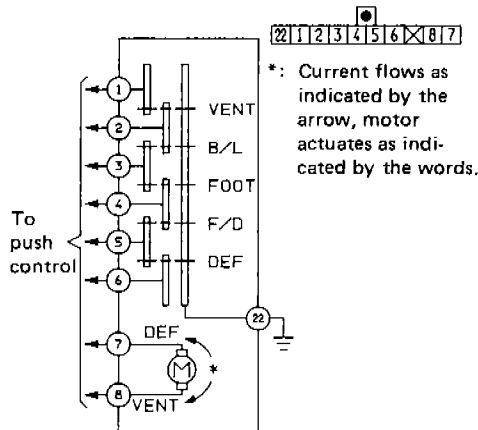 22 1 2 3 4 5 6 8 7
*: Current flows as
indicated by the
arrow, motor
actuates as indi-
cated by the words.
1
VENT
2
B/L
3
FOOT
4
F/D
5
DEF
6
To
push
control
22
7
DEF
M
*
8
VENT